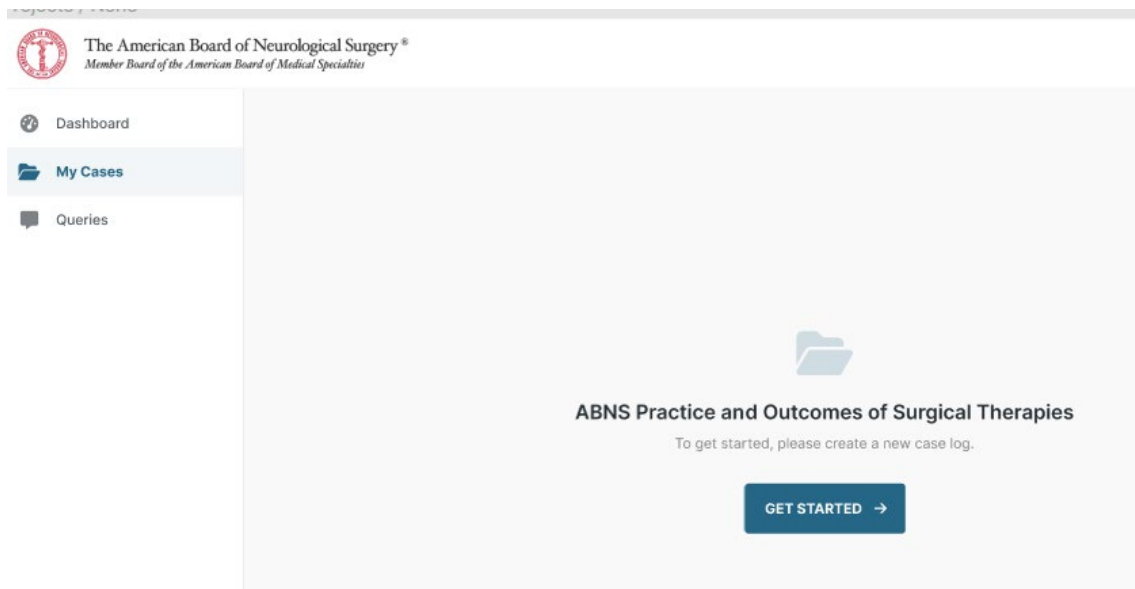 The American Board of Neurological Surgery ®
Member Board of the American Board of Medical Specialties
Dashboard
My Cases
Queries
ABNS Practice and Outcomes of Surgical Therapies
To get started, please create a new case log.
GET STARTED →